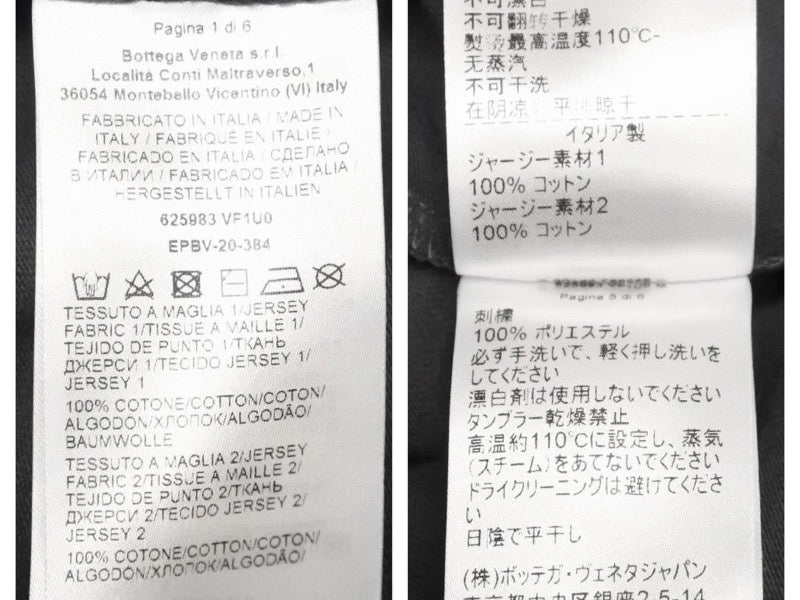 Pagina 1 di 6
Bottega Veneta s.r.l.
Località Conti Maltraverso,1
36054 Montebello Vicentino (VI) Italy
FABBRICATO IN ITALIA / MADE IN
ITALY / FABRIQUÉ EN ITALIE /
FABRICADO EN ITALIA / СДЕЛАНО
В ИТАЛИИ / FABRICADO EM ITALIA /
HERGESTELLT IN ITALIEN
625983 VF1U0
EPBV-20-384
TESSUTO A MAGLIA 1/JERSEY
FABRIC 1/TISSUE A MAILLE 1/
TEJIDO DE PUNTO 1/ТКАНЬ
ДЖЕРСИ 1/TECIDO JERSEY 1/
JERSEY 1
100% COTONE/COTTON/COTON/
ALGODÓN/ХЛОПОК/ALGODÃO/
BAUMWOLLE
TESSUTO A MAGLIA 2/JERSEY
FABRIC 2/TISSUE A MAILLE 2/
TEJIDO DE PUNTO 2/ТКАНЬ
ДЖЕРСИ 2/TECIDO JERSEY 2/
JERSEY 2
100% COTONE/COTTON/COTON/
ALGODÓN/ХЛОПОК/ALGODÃO/
不可漂白
不可翻转干燥
熨烫最高温度110℃-
无蒸汽
不可干洗
在阴凉处平铺晾干
イタリア製
ジャージー素材1
100% コットン
ジャージー素材2
100% コットン
Pagina 5 di 6
刺繍
100% ポリエステル
必ず手洗いで、軽く押し洗いを
してください
漂白剤は使用しないでください
タンブラー乾燥禁止
高温約110℃に設定し、蒸気
(スチーム)をあてないでください
ドライクリーニングは避けてくださ
い
日陰で平干し
(株)ボッテガ・ヴェネタジャパン
東京都中央区銀座2-5-14